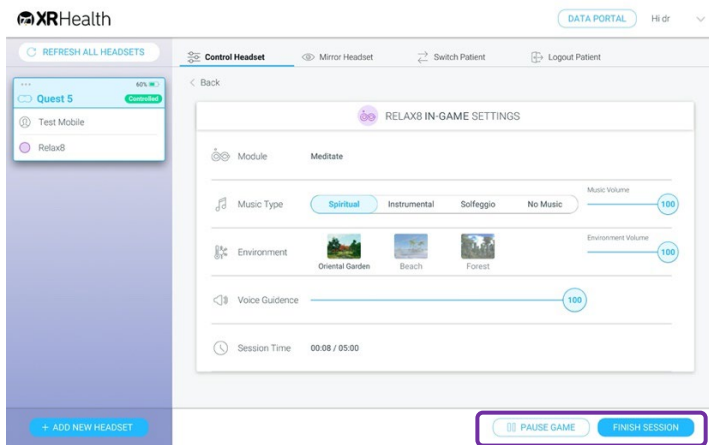 XRHealth
DATA PORTAL
Hi dr
REFRESH ALL HEADSETS
Control Headset
Mirror Headset
Switch Patient
Logout Patient
60%
Quest 5
Controlled
Test Mobile
Relax8
Back
RELAX8 IN-GAME SETTINGS
Module
Meditate
Music Type
Spiritual
Instrumental
Solfeggio
No Music
Music Volume
100
Environment
Oriental Garden
Beach
Forest
Environment Volume
100
Voice Guidence
100
Session Time
00:08 / 05:00
+ ADD NEW HEADSET
PAUSE GAME
FINISH SESSION